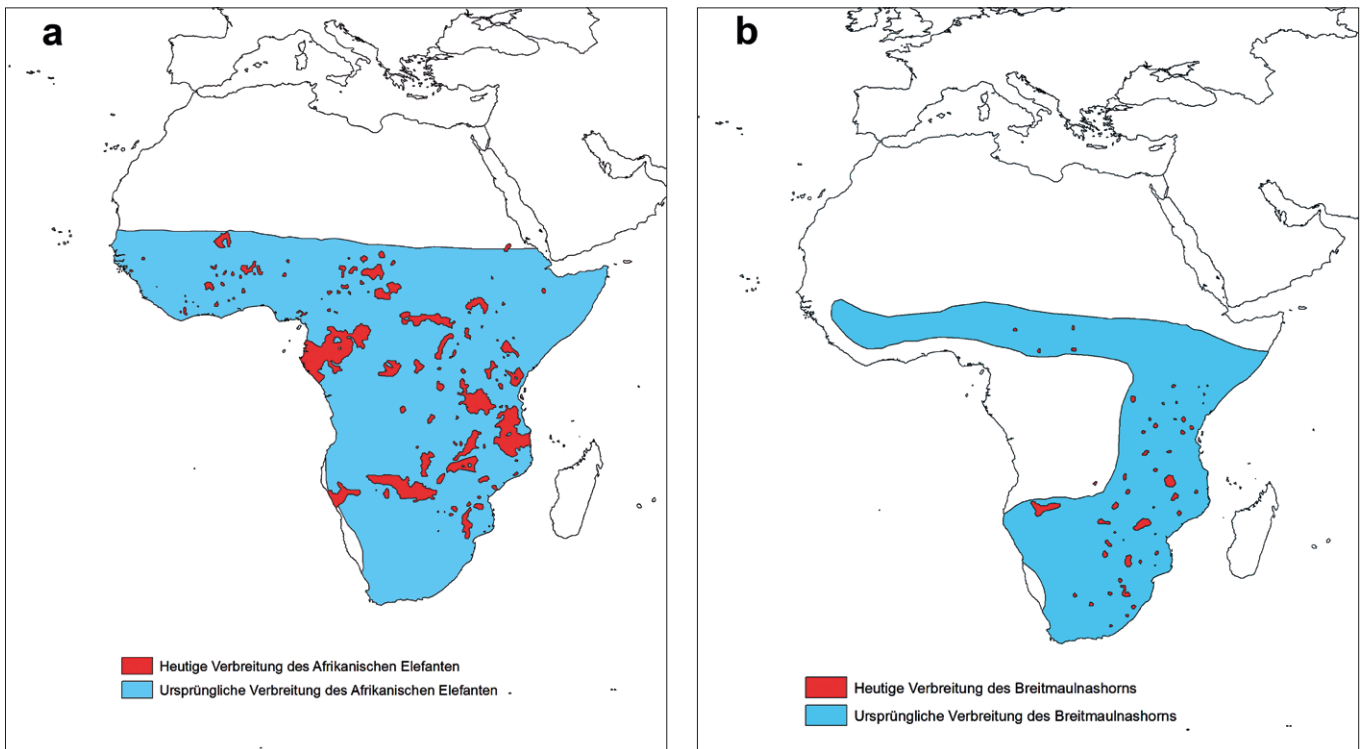 a
Heutige Verbreitung des Afrikanischen Elefanten
Ursprüngliche Verbreitung des Afrikanischen Elefanten
b
Heutige Verbreitung des Breitmaulnashorns
Ursprüngliche Verbreitung des Breitmaulnashorns